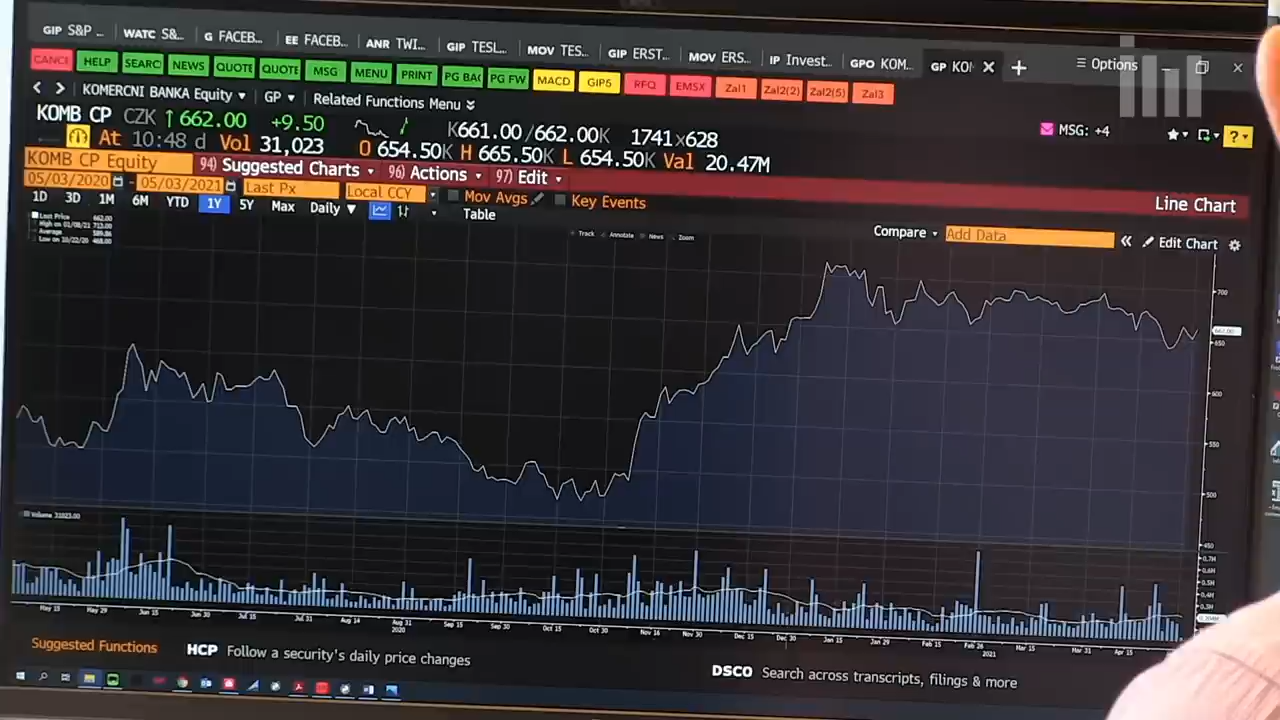 GIP S&P ... WATC S&... G FACEB... EE FACEB... ANR TWI... GIP TESL... MOV TES... GIP ERST... MOV ERS... IP Invest... GPO KOM... GP KO Options
CANCE HELP SEARC NEWS QUOTE QUOTE MSG MENU PRINT PG BAC PG FW MACD GIP5 RFQ EMSX Zal1 Zal2(2) Zal2(5) Zal3
KOMERCNI BANKA Equity GP Related Functions Menu
KOMB CP CZK ↑ 662.00 +9.50 K661.00/662.00K 1741x628 MSG: +4
At 10:48 d Vol 31,023 O 654.50K H 665.50K L 654.50K Val 20.47M
KOMB CP Equity 94) Suggested Charts 96) Actions 97) Edit Line Chart
05/03/2020 - 05/03/2021 Last Px Local CCY Mov Avgs Key Events
1D 3D 1M 6M YTD 1Y 5Y Max Daily ▼ Table Compare Add Data « Edit Chart
Last Price 662.00
High on 01/08/21 713.00
Average
Low on 10/22/20 468.00
Track Annotate News Zoom
700
662.00
650
600
550
500
450
Volume 31023.00
0.7M
0.6M
0.5M
0.4M
0.3M
May 15 May 29 Jun 15 Jun 30 Jul 15 Jul 31 Aug 14 Aug 31 Sep 15 Sep 30 Oct 15 Oct 30 Nov 16 Nov 30 Dec 15 Dec 30 Jan 15 Jan 29 Feb 15 Feb 26 Mar 15 Mar 31 Apr 15
2020 2021
Suggested Functions HCP Follow a security's daily price changes DSCO Search across transcripts, filings & more